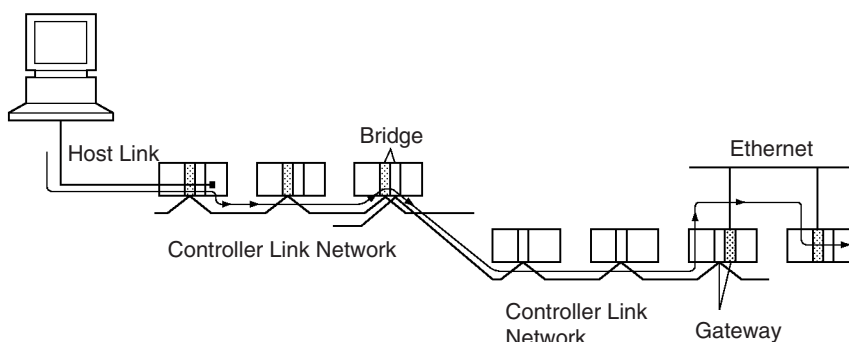 Bridge
Host Link
Ethernet
Controller Link Network
Controller Link
Network
Gateway